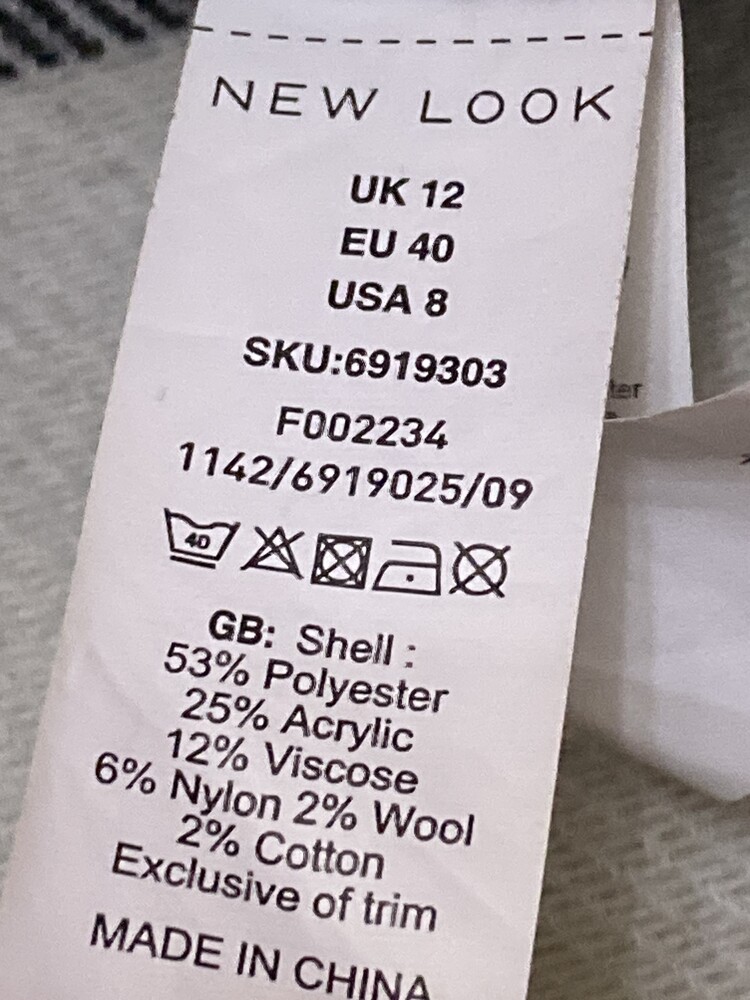 NEW LOOK
UK 12
EU 40
USA 8
SKU:6919303
F002234
1142/6919025/09
40
GB: Shell :
53% Polyester
25% Acrylic
12% Viscose
6% Nylon 2% Wool
2% Cotton
Exclusive of trim
MADE IN CHINA